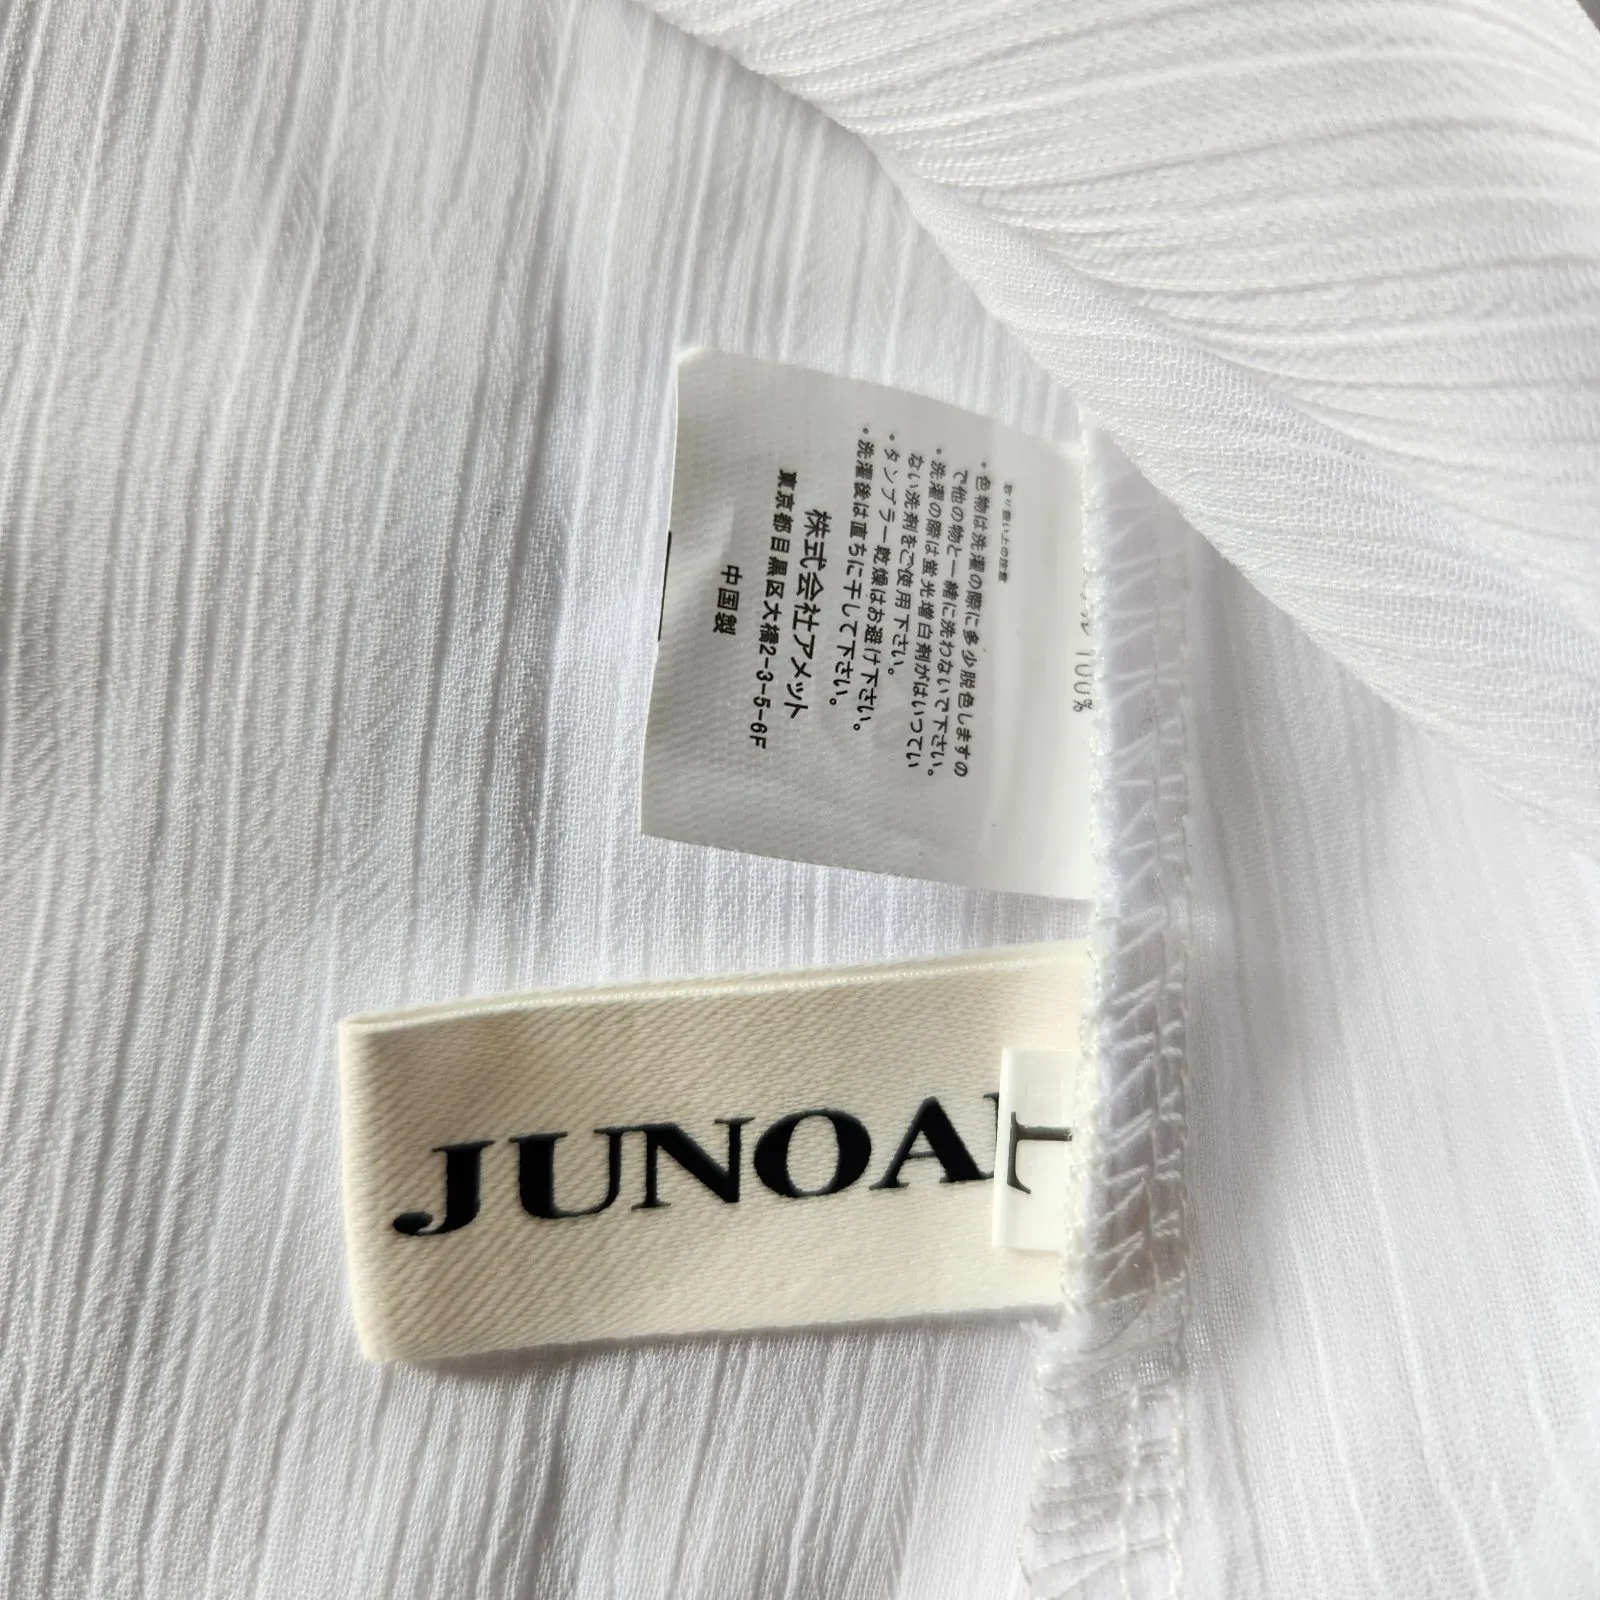 100%
取り扱い上の注意
・色物は洗濯の際に多少脱色しますの
で他の物と一緒に洗わないで下さい。
・洗濯の際は蛍光増白剤がはいってい
ない洗剤をご使用下さい。
・タンブラー乾燥はお避け下さい。
・洗濯後は直ちに干して下さい。
株式会社アメット
東京都目黒区大橋2-3-5-6F
中国製
JUNOA
L